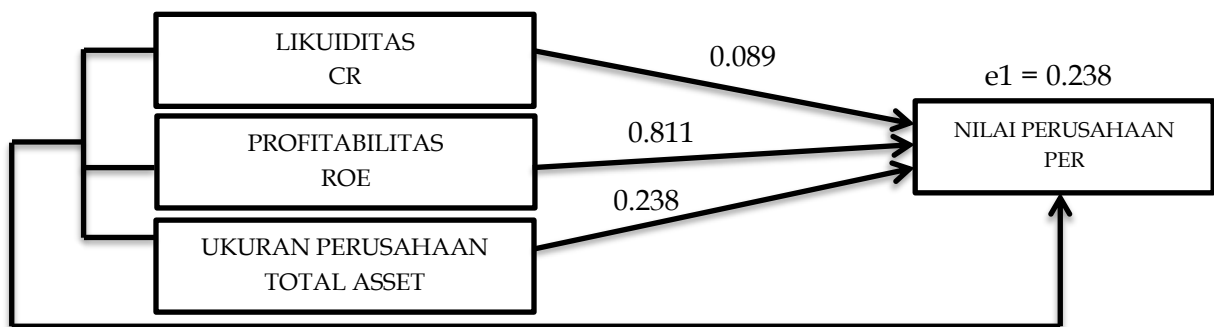 LIKUIDITAS
CR
0.089
e1 = 0.238
PROFITABILITAS
ROE
0.811
NILAI PERUSAHAAN
PER
0.238
UKURAN PERUSAHAAN
TOTAL ASSET